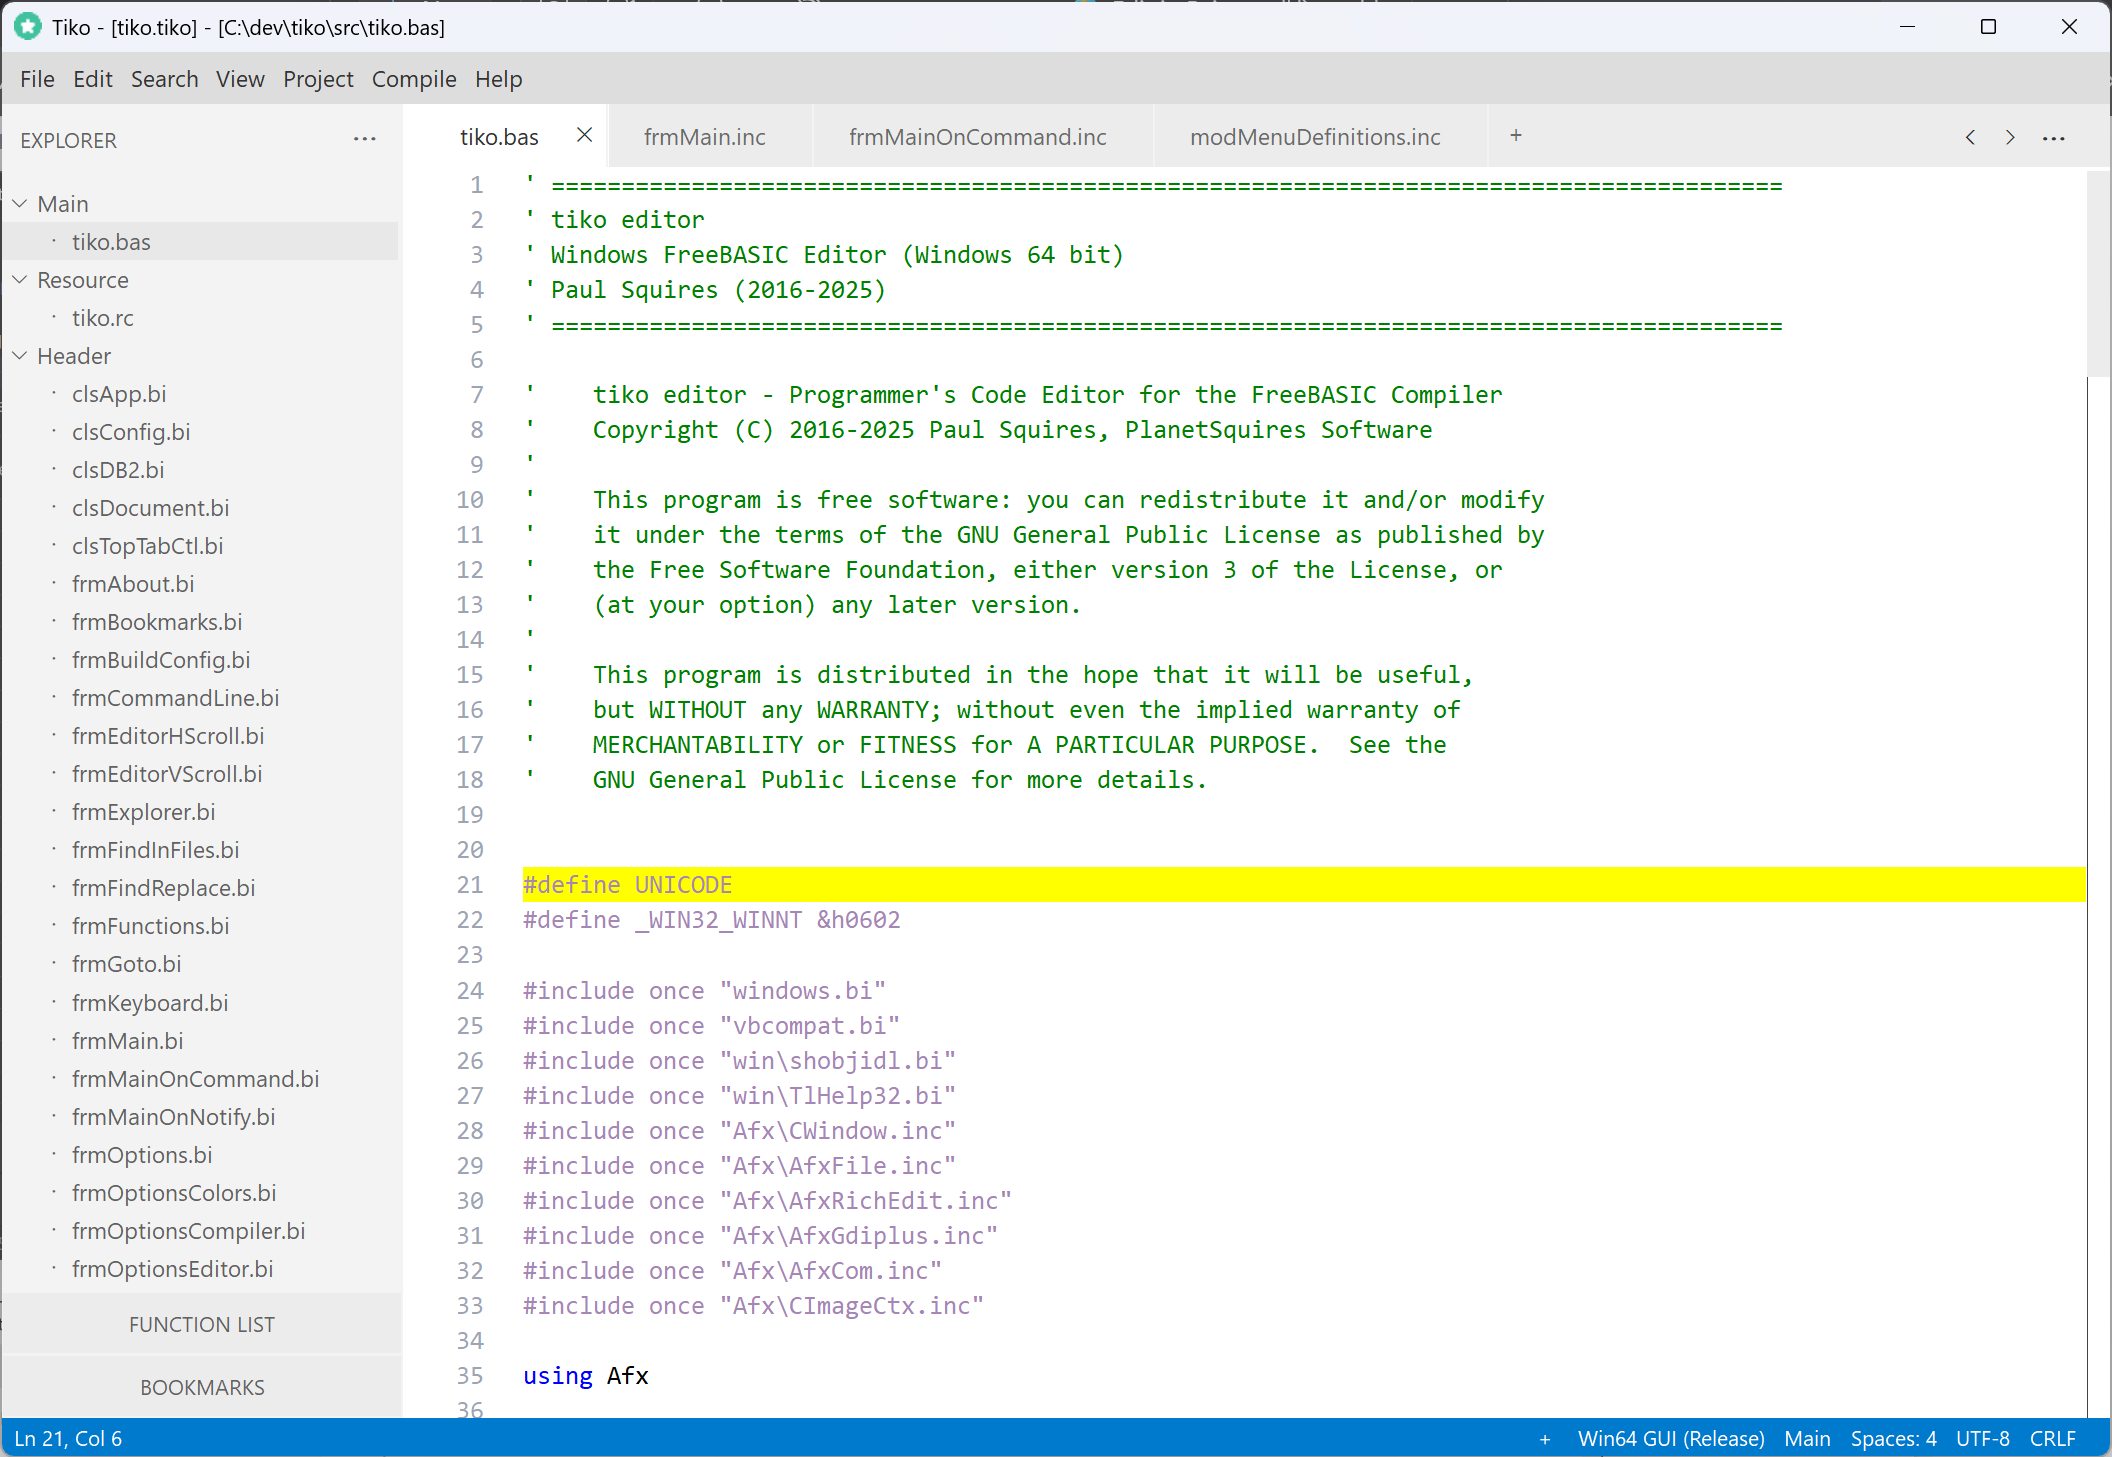 Tiko - [tiko.tiko] - [C:\dev\tiko\src\tiko.bas]
File Edit Search View Project Compile Help
EXPLORER
Main
tiko.bas
Resource
tiko.rc
Header
clsApp.bi
clsConfig.bi
clsDB2.bi
clsDocument.bi
clsTopTabCtl.bi
frmAbout.bi
frmBookmarks.bi
frmBuildConfig.bi
frmCommandLine.bi
frmEditorHScroll.bi
frmEditorVScroll.bi
frmExplorer.bi
frmFindInFiles.bi
frmFindReplace.bi
frmFunctions.bi
frmGoto.bi
frmKeyboard.bi
frmMain.bi
frmMainOnCommand.bi
frmMainOnNotify.bi
frmOptions.bi
frmOptionsColors.bi
frmOptionsCompiler.bi
frmOptionsEditor.bi
FUNCTION LIST
BOOKMARKS
tiko.bas frmMain.inc frmMainOnCommand.inc modMenuDefinitions.inc +
1 ' ========================================================================================
2 ' tiko editor
3 ' Windows FreeBASIC Editor (Windows 64 bit)
4 ' Paul Squires (2016-2025)
5 ' ========================================================================================
6
7 '    tiko editor - Programmer's Code Editor for the FreeBASIC Compiler
8 '    Copyright (C) 2016-2025 Paul Squires, PlanetSquires Software
9 '
10 '    This program is free software: you can redistribute it and/or modify
11 '    it under the terms of the GNU General Public License as published by
12 '    the Free Software Foundation, either version 3 of the License, or
13 '    (at your option) any later version.
14 '
15 '    This program is distributed in the hope that it will be useful,
16 '    but WITHOUT any WARRANTY; without even the implied warranty of
17 '    MERCHANTABILITY or FITNESS for A PARTICULAR PURPOSE.  See the
18 '    GNU General Public License for more details.
19
20
21 #define UNICODE
22 #define _WIN32_WINNT &h0602
23
24 #include once "windows.bi"
25 #include once "vbcompat.bi"
26 #include once "win\shobjidl.bi"
27 #include once "win\TlHelp32.bi"
28 #include once "Afx\CWindow.inc"
29 #include once "Afx\AfxFile.inc"
30 #include once "Afx\AfxRichEdit.inc"
31 #include once "Afx\AfxGdiplus.inc"
32 #include once "Afx\AfxCom.inc"
33 #include once "Afx\CImageCtx.inc"
34
35 using Afx
36
Ln 21, Col 6 + Win64 GUI (Release) Main Spaces: 4 UTF-8 CRLF